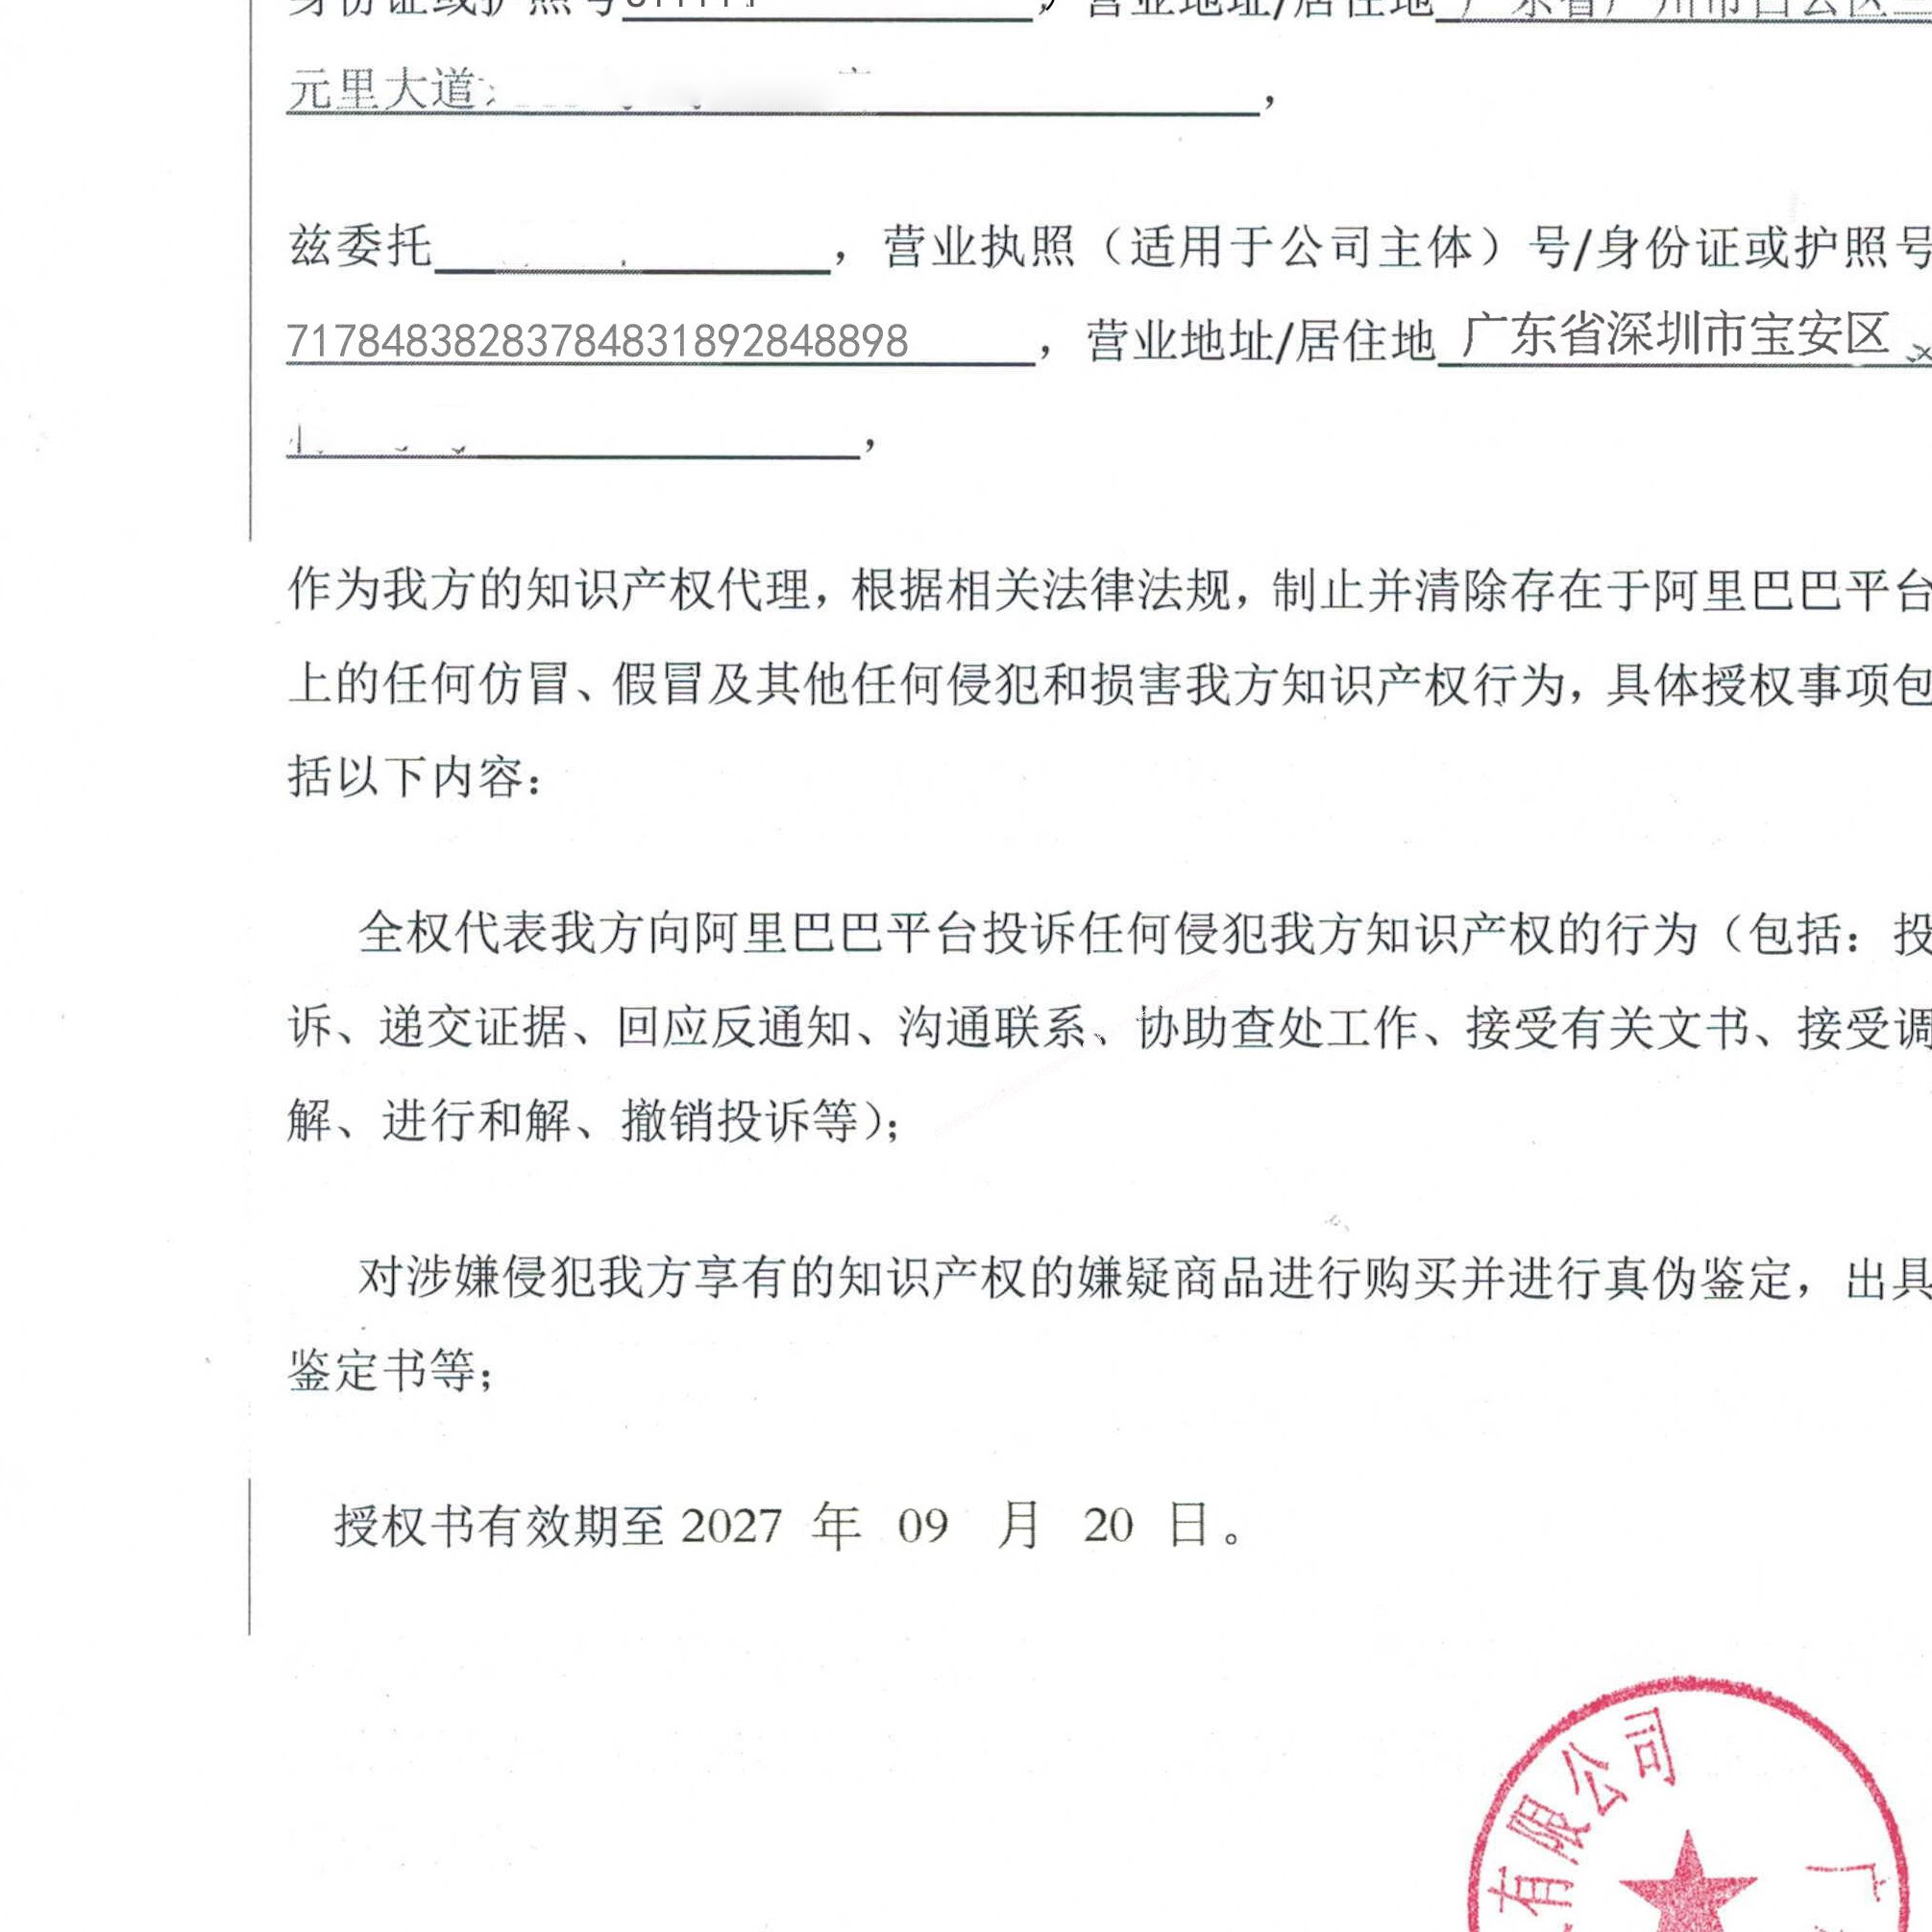 身份证或护照号，营业地址/居住地 广东省广州市白云区三
元里大道，
兹委托，营业执照（适用于公司主体）号/身份证或护照号
71784838283784831892848898，营业地址/居住地 广东省深圳市宝安区
，
作为我方的知识产权代理，根据相关法律法规，制止并清除存在于阿里巴巴平台
上的任何仿冒、假冒及其他任何侵犯和损害我方知识产权行为，具体授权事项包
括以下内容：
全权代表我方向阿里巴巴平台投诉任何侵犯我方知识产权的行为（包括：投
诉、递交证据、回应反通知、沟通联系、协助查处工作、接受有关文书、接受调
解、进行和解、撤销投诉等）；
对涉嫌侵犯我方享有的知识产权的嫌疑商品进行购买并进行真伪鉴定，出具
鉴定书等；
授权书有效期至 2027 年 09 月 20 日。
有限公司
广